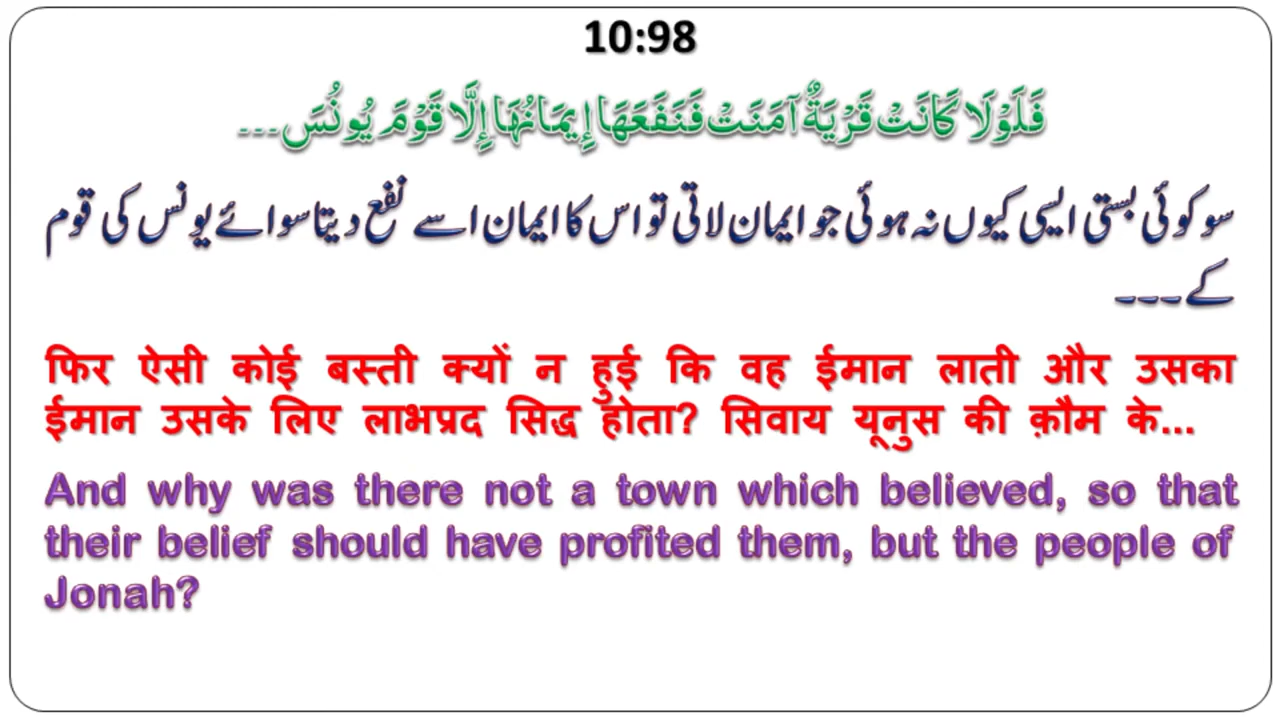 10:98
فَلَوْلَا كَانَتْ قَرْيَةٌ آمَنَتْ فَنَفَعَهَا إِيمَانُهَا إِلَّا قَوْمَ يُونُسَ---
سو کوئی بستی ایسی کیوں نہ ہوئی جو ایمان لاتی تو اس کا ایمان اسے نفع دیتا سوائے یونس کی قوم
کے---
फिर ऐसी कोई बस्ती क्यों न हुई कि वह ईमान लाती और उसका
ईमान उसके लिए लाभप्रद सिद्ध होता? सिवाय यूनुस की क़ौम के...
And why was there not a town which believed, so that
their belief should have profited them, but the people of
Jonah?